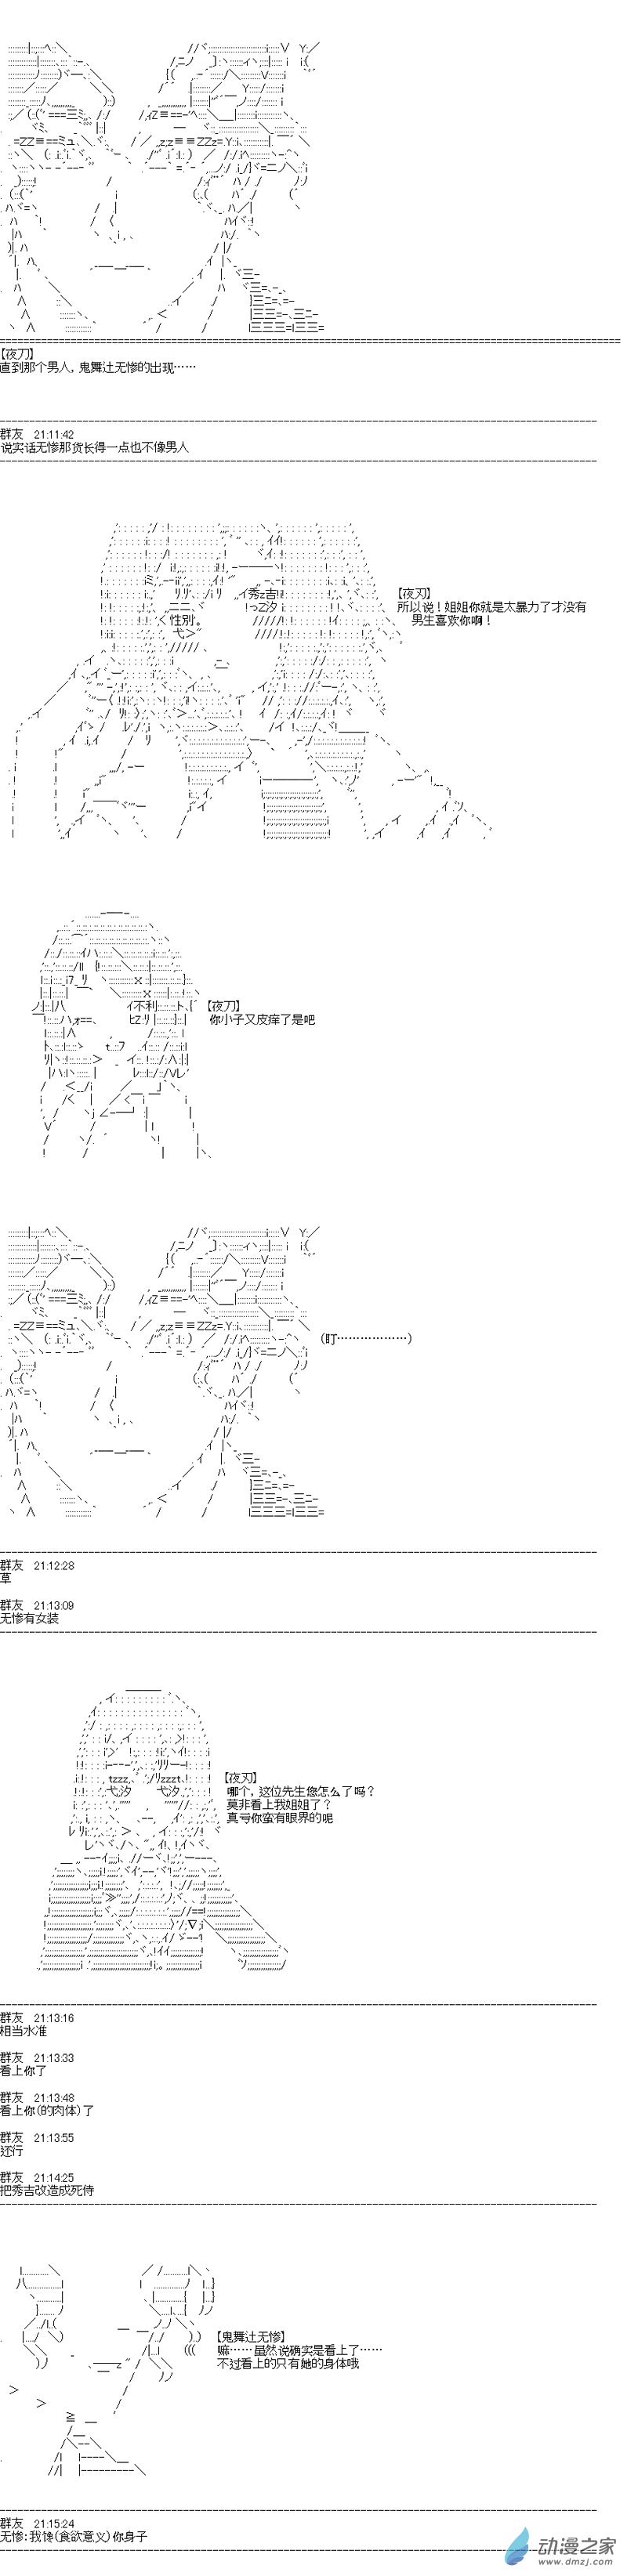 【夜刀】
直到那个男人，鬼舞辻无惨的出现……
群友 21:11:42
说实话无惨那货长得一点也不像男人
【夜刃】
所以说！姐姐你就是太暴力了才没有
男生喜欢你啊！
【夜刀】
你小子又皮痒了是吧
（盯………………）
群友 21:12:28
草
群友 21:13:09
无惨有女装
【夜刃】
哪个，这位先生您怎么了吗？
莫非看上我姐姐了？
真亏你蛮有眼界的呢
群友 21:13:16
相当水准
群友 21:13:33
看上你了
群友 21:13:48
看上你（的肉体）了
群友 21:13:55
还行
群友 21:14:25
把秀吉改造成死侍
【鬼舞辻无惨】
嘛……虽然说确实是看上了……
不过看上的只有她的身体哦
群友 21:15:24
无惨：我馋（食欲意义）你身子
动漫之家
www.dmzj.com